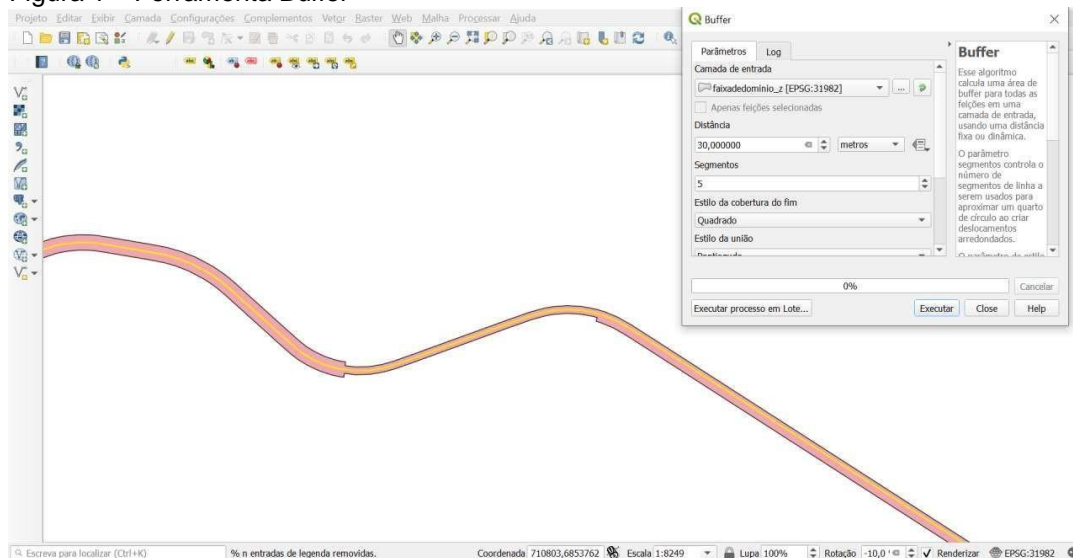 Projeto Editar Exibir Camada Configurações Complementos Vetor Raster Web Malha Processar Ajuda
Buffer
Parâmetros Log
Camada de entrada
faixadedominio_z [EPSG:31982]
...
Apenas feições selecionadas
Distância
30,000000 metros
Segmentos
5
Estilo da cobertura do fim
Quadrado
Estilo da união
Buffer
Esse algoritmo
calcula uma área de
buffer para todas as
feições em uma
camada de entrada,
usando uma distância
fixa ou dinâmica.
O parâmetro
segmentos controla o
número de
segmentos de linha a
serem usados para
aproximar um quarto
de círculo ao criar
deslocamentos
arredondados.
0% Cancelar
Executar processo em Lote... Executar Close Help
Escreva para localizar (Ctrl+K) % n entradas de legenda removidas. Coordenada 710803,6853762 Escala 1:8249 Lupa 100% Rotação -10,0 ° Renderizar EPSG:31982